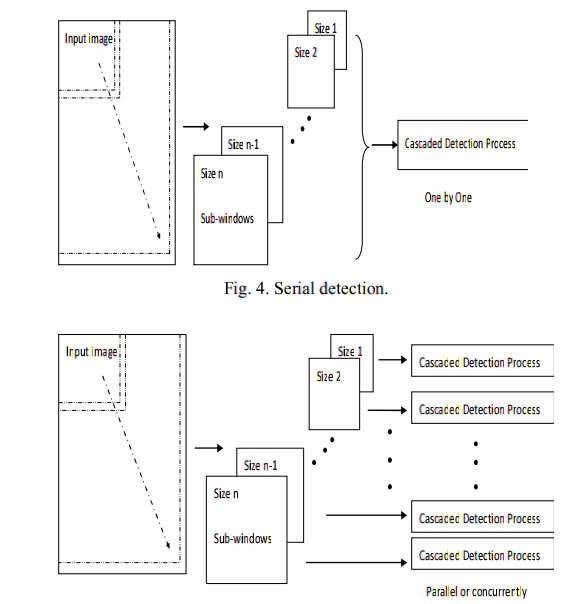 Input image
Size 1
Size 2
Size n-1
Size n
Sub-windows
Cascaded Detection Process
One by One
Fig. 4. Serial detection.
Input image
Size 1
Size 2
Size n-1
Size n
Sub-windows
Cascaded Detection Process
Cascaded Detection Process
Cascaded Detection Process
Cascaded Detection Process
Parallel or concurrently